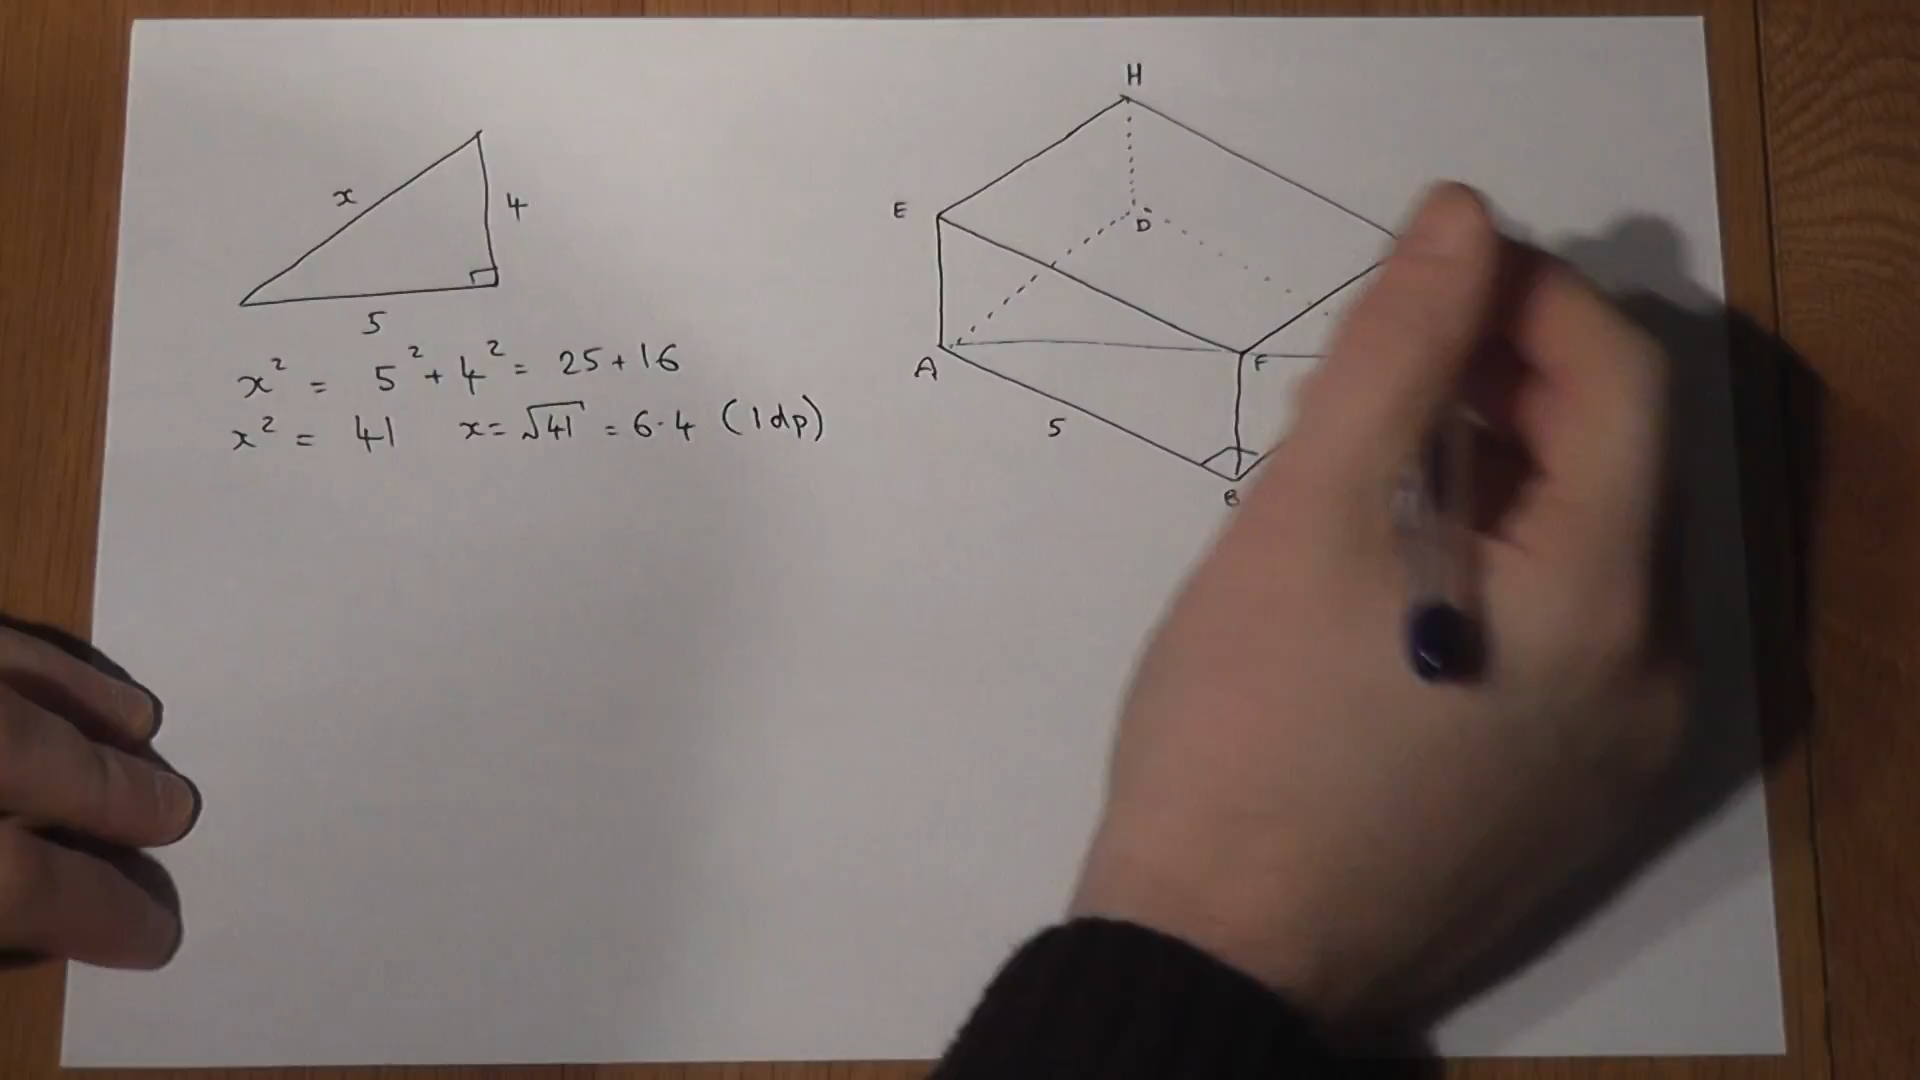 x
4
5
x² = 5² + 4² = 25 + 16
x² = 41 x = √41 = 6·4 (1dp)
H
E
D
A
F
5
B